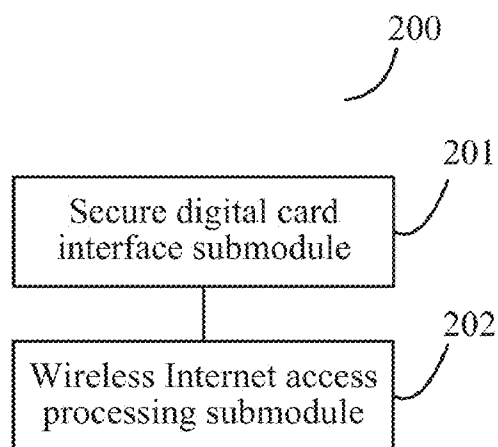 200
201
Secure digital card
interface submodule
202
Wireless Internet access
processing submodule